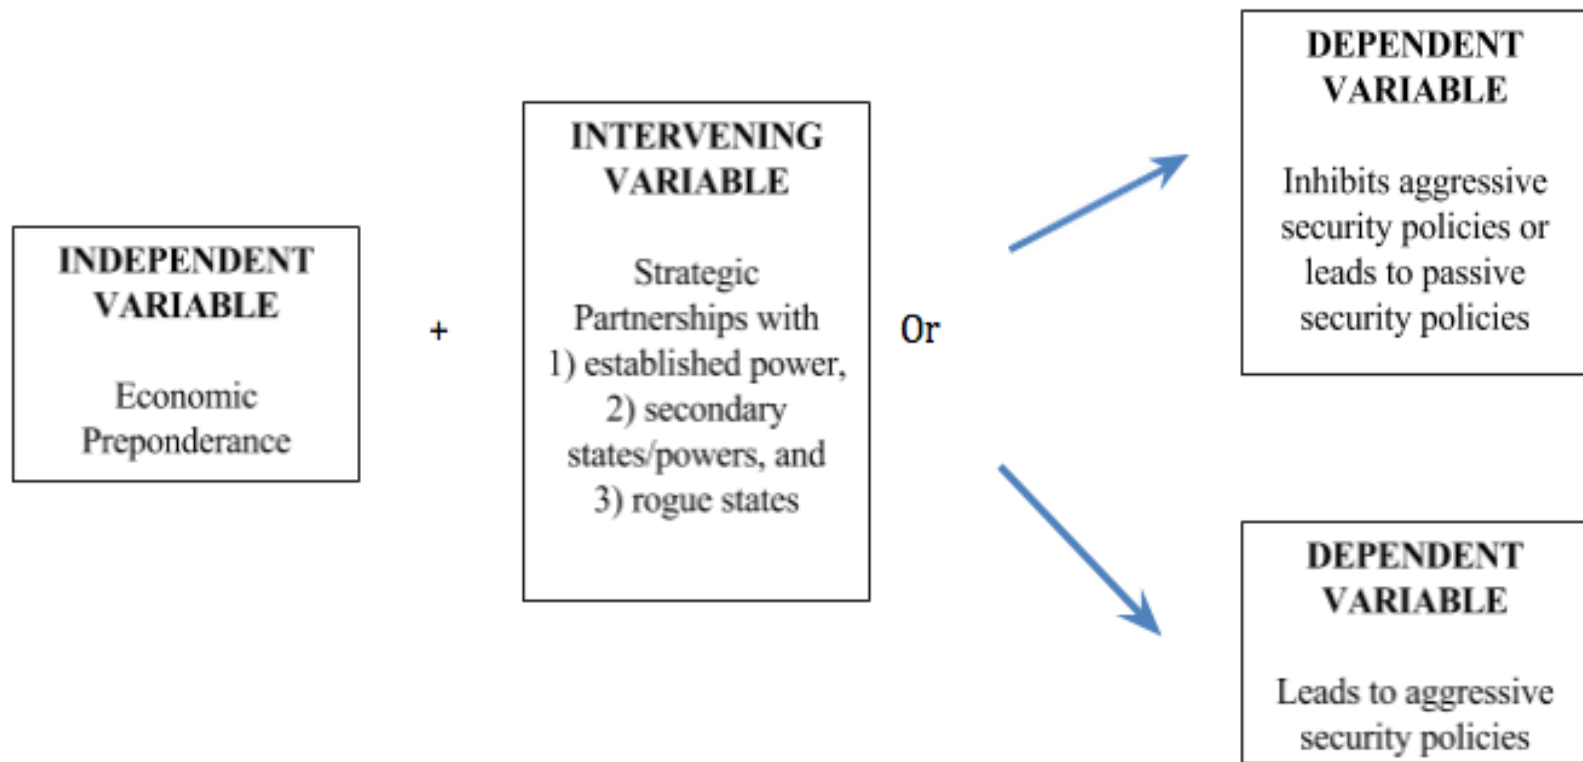 INDEPENDENT
VARIABLE
Economic
Preponderance
+
INTERVENING
VARIABLE
Strategic
Partnerships with
1) established power,
2) secondary
states/powers, and
3) rogue states
Or
DEPENDENT
VARIABLE
Inhibits aggressive
security policies or
leads to passive
security policies
DEPENDENT
VARIABLE
Leads to aggressive
security policies